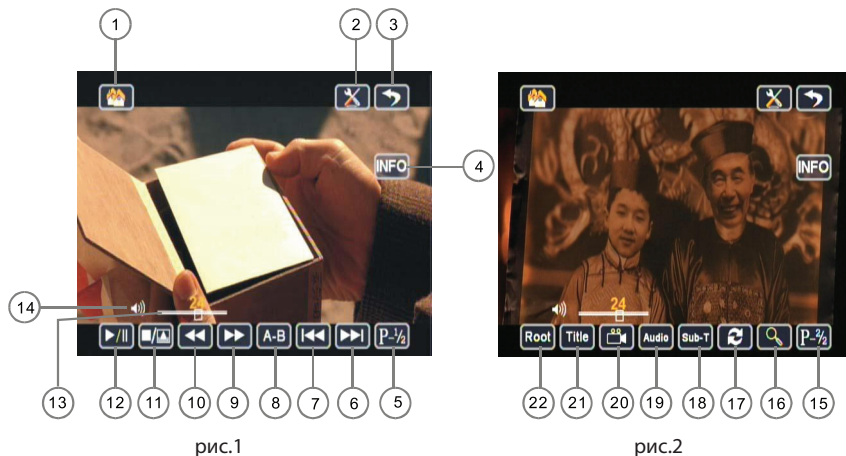 1 2 3
INFO 4
INFO
14 24
24
A-B P-1/2
Root Title Audio Sub-T P-2/2
13 12 11 10 9 8 7 6 5
22 21 20 19 18 17 16 15
рис.1 рис.2